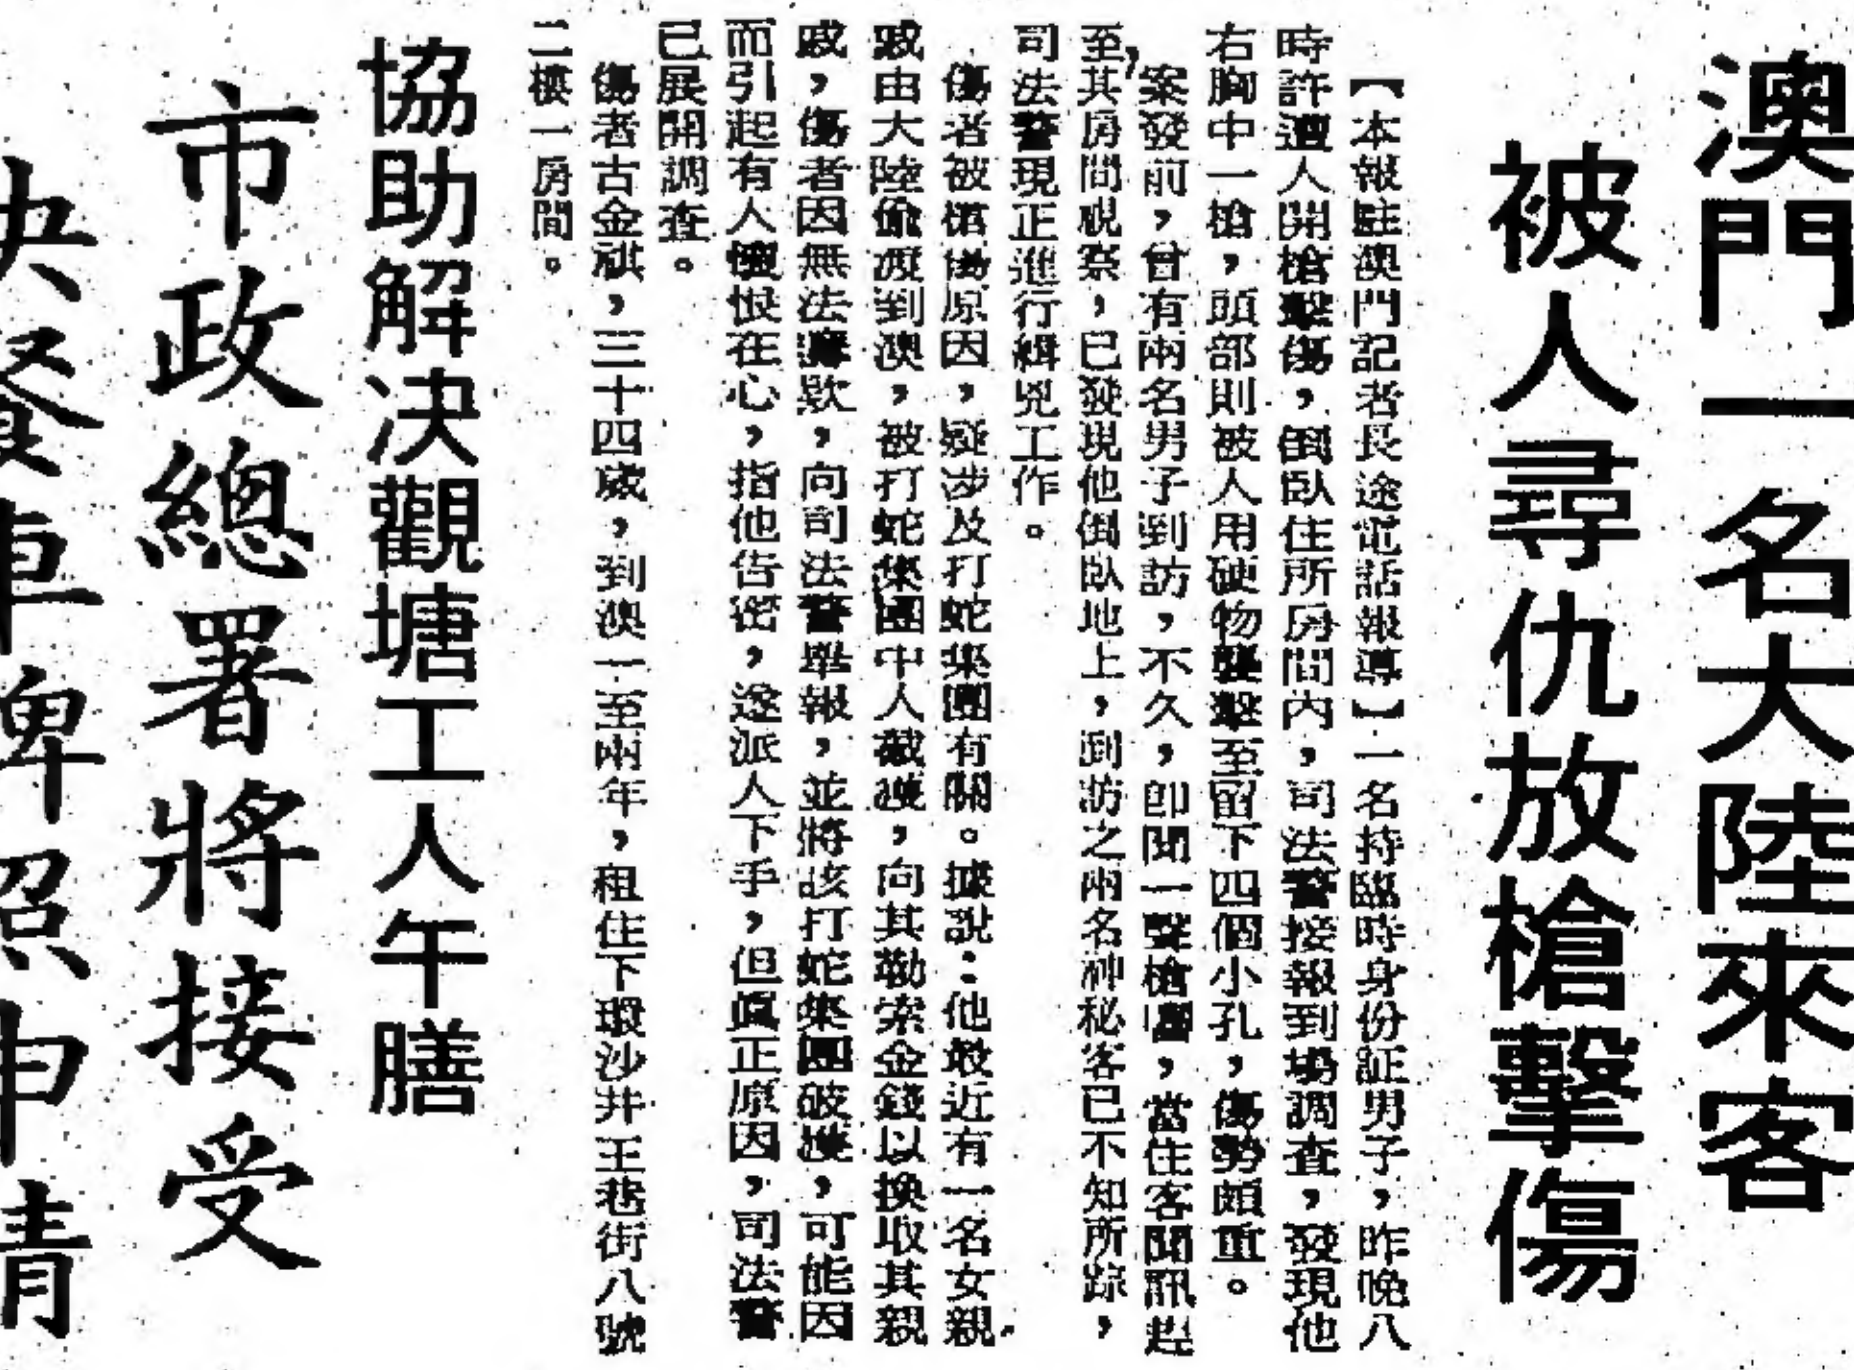 澳門一名大陸來客
被人尋仇放槍擊傷
【本報駐澳門記者長途電話報導】一名持臨時身份証男子，昨晚八
時許遭人開槍擊傷，倒臥住所房間內，司法警接報到塲調查，發現他
右胸中一槍，頭部則被人用硬物襲擊至留下四個小孔，傷勢頗重。
案發前，曾有兩名男子到訪，不久，卽聞一聲槍嚮，當住客聞訊趕
至其房間視察，已發現他倒臥地上，到訪之兩名神秘客已不知所踪，
司法警現正進行緝兇工作。
傷者被槍傷原因，疑涉及打蛇集團有關。據說：他最近有一名女親
戚由大陸偷渡到澳，被打蛇集團中人截獲，向其勒索金錢以換取其親
戚，傷者因無法籌款，向司法警舉報，並將該打蛇集團破獲，可能因
而引起有人懷恨在心，指他告密，遂派人下手，但眞正原因，司法警
已展開調查。
傷者古金祺，三十四歲，到澳一至兩年，租住下環沙井王巷街八號
二樓一房間。
協助解決觀塘工人午膳
市政總署將接受
快餐車牌照申請